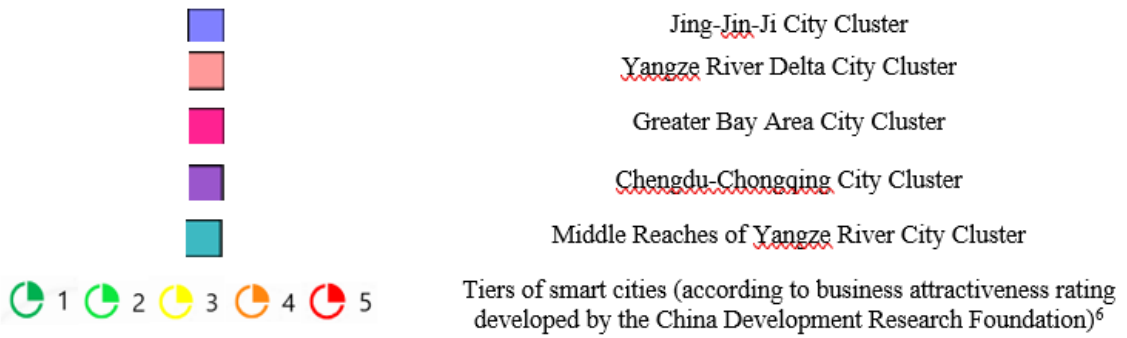 Jing-Jin-Ji City Cluster
Yangze River Delta City Cluster
Greater Bay Area City Cluster
Chengdu-Chongqing City Cluster
Middle Reaches of Yangze River City Cluster
1 2 3 4 5
Tiers of smart cities (according to business attractiveness rating
developed by the China Development Research Foundation)⁶